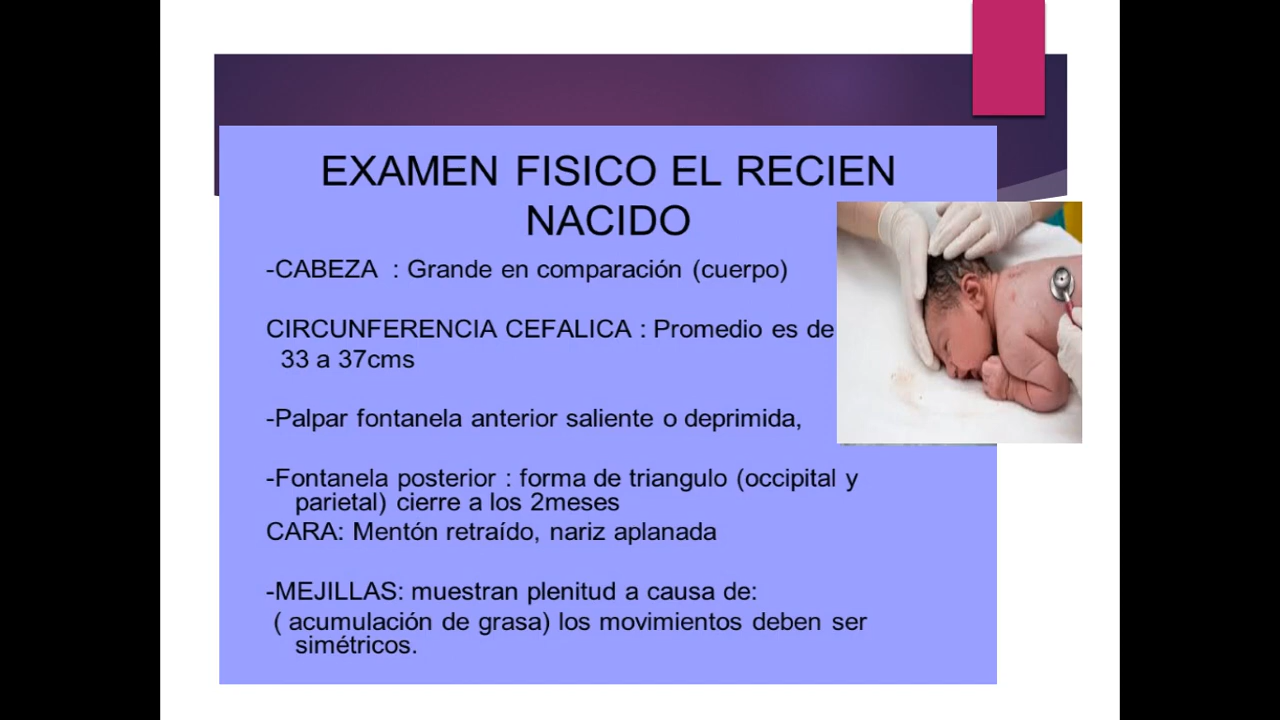 EXAMEN FISICO EL RECIEN
NACIDO
-CABEZA : Grande en comparación (cuerpo)
CIRCUNFERENCIA CEFALICA : Promedio es de
33 a 37cms
-Palpar fontanela anterior saliente o deprimida,
-Fontanela posterior : forma de triangulo (occipital y
parietal) cierre a los 2meses
CARA: Mentón retraído, nariz aplanada
-MEJILLAS: muestran plenitud a causa de:
( acumulación de grasa) los movimientos deben ser
simétricos.